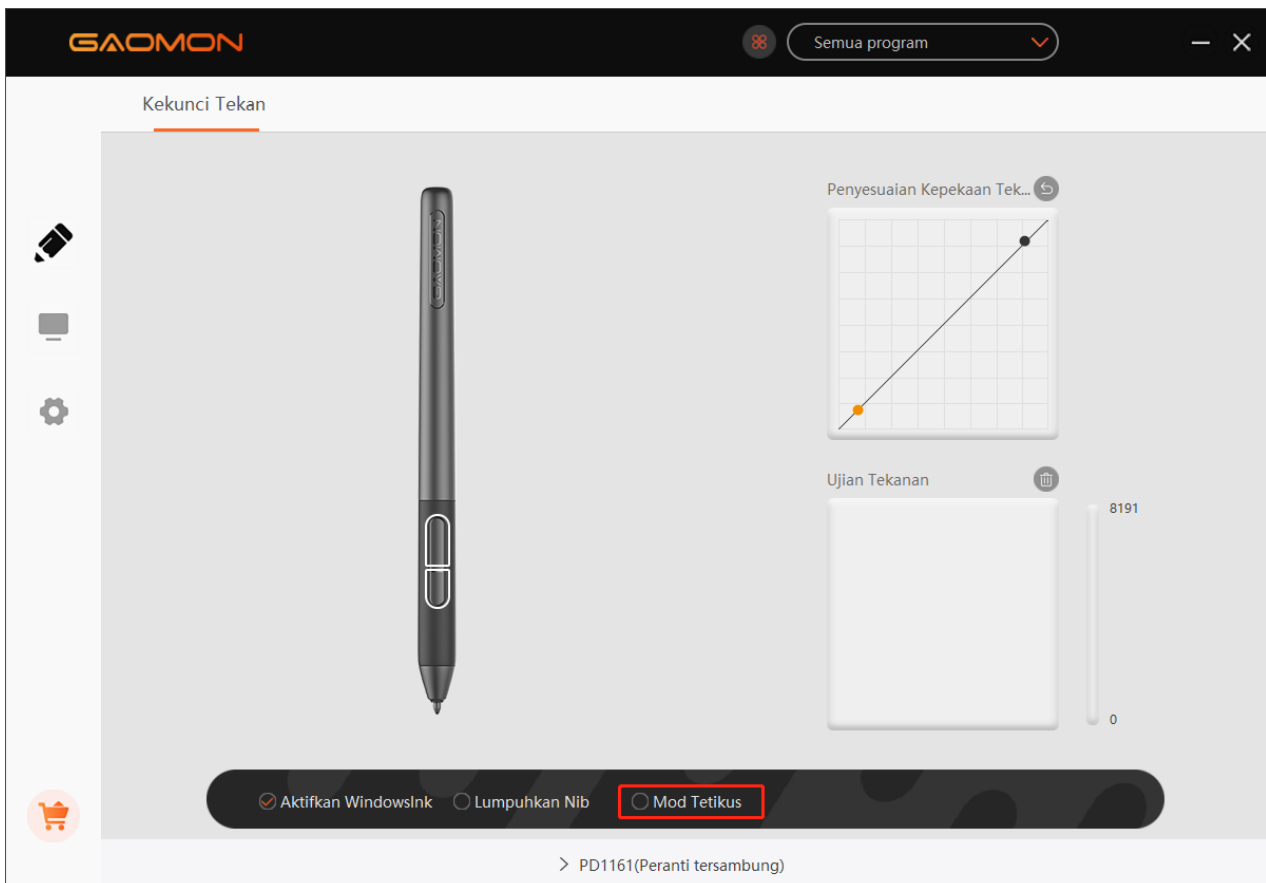 GAOMON
Semua program
Kekunci Tekan
GAOMON
Penyesuaian Kepekaan Tek...
Ujian Tekanan
8191
0
Aktifkan WindowsInk
Lumpuhkan Nib
Mod Tetikus
PD1161(Peranti tersambung)